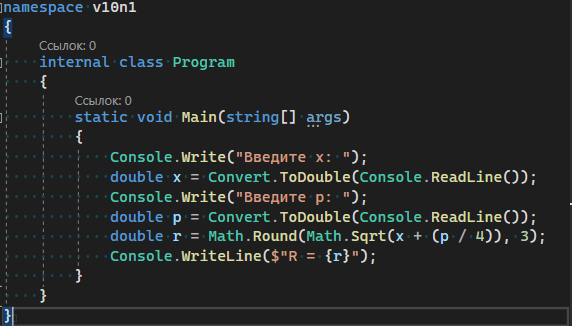 namespace v10n1
{
Ссылок: 0
internal class Program
{
Ссылок: 0
static void Main(string[] args)
{
Console.Write("Введите x: ");
double x = Convert.ToDouble(Console.ReadLine());
Console.Write("Введите p: ");
double p = Convert.ToDouble(Console.ReadLine());
double r = Math.Round(Math.Sqrt(x + (p / 4)), 3);
Console.WriteLine($"R = {r}");
}
}
}